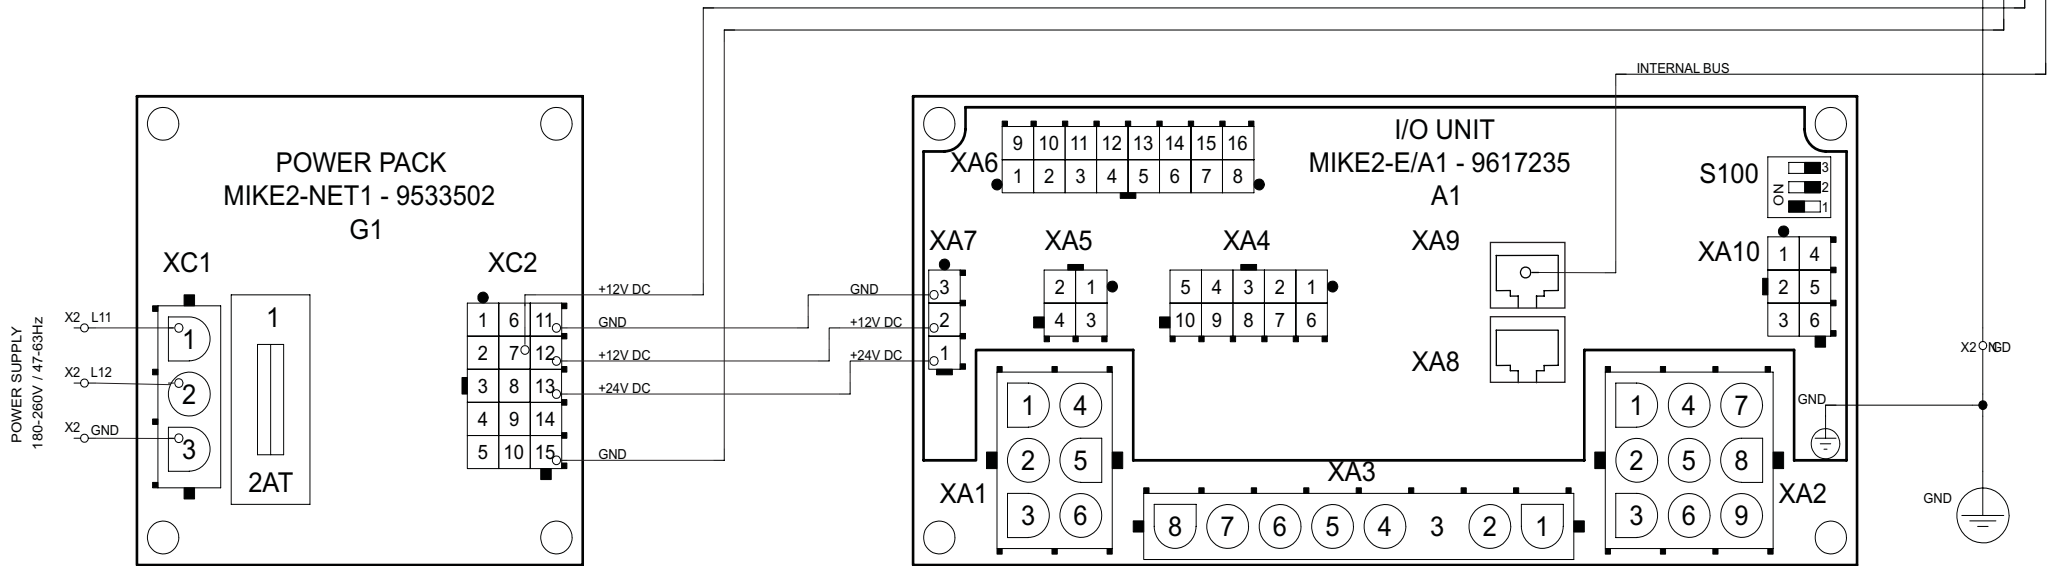 INTERNAL BUS
POWER PACK
MIKE2-NET1 - 9533502
G1
XC1
XC2
POWER SUPPLY
180-260V / 47-63Hz
X2 L11
X2 L12
X2 GND
1
2
3
1
2AT
1 6 11
2 7 12
3 8 13
4 9 14
5 10 15
+12V DC
GND
+12V DC
+24V DC
GND
GND
+12V DC
+24V DC
I/O UNIT
MIKE2-E/A1 - 9617235
A1
XA6
9 10 11 12 13 14 15 16
1 2 3 4 5 6 7 8
S100
ON
3
2
1
XA7
3
2
1
XA5
2 1
4 3
XA4
5 4 3 2 1
10 9 8 7 6
XA9
XA8
XA10
1 4
2 5
3 6
XA1
1 4
2 5
3 6
XA3
8 7 6 5 4 3 2 1
XA2
1 4 7
2 5 8
3 6 9
GND
X2
GND